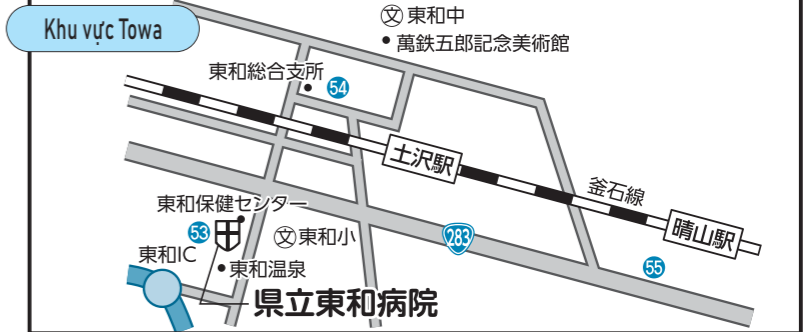 Khu vực Towa
文 東和中
萬鉄五郎記念美術館
東和総合支所
54
土沢駅
釜石線
晴山駅
東和保健センター
53
文 東和小
283
東和IC
東和温泉
55
県立東和病院